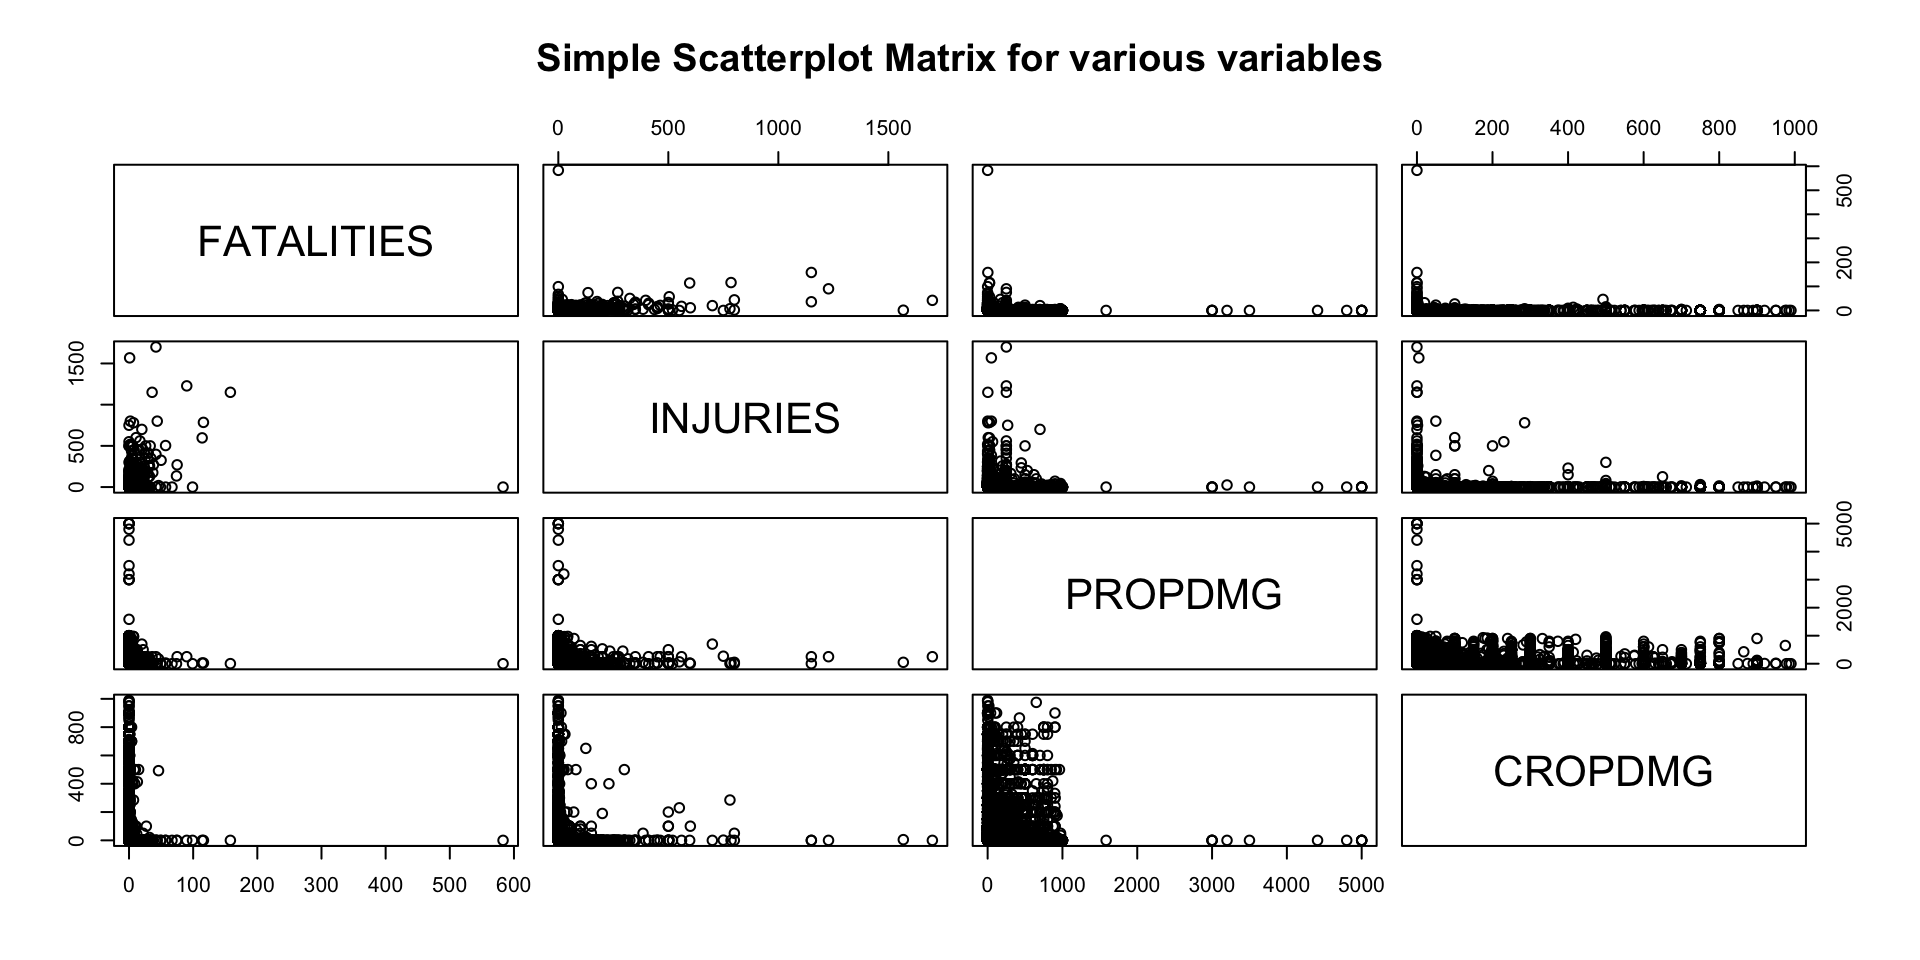 Simple Scatterplot Matrix for various variables
0 500 1000 1500
0 200 400 600 800 1000
FATALITIES
0 200 500
0 500 1500
INJURIES
PROPDMG
0 2000 5000
0 400 800
CROPDMG
0 100 200 300 400 500 600
0 1000 2000 3000 4000 5000